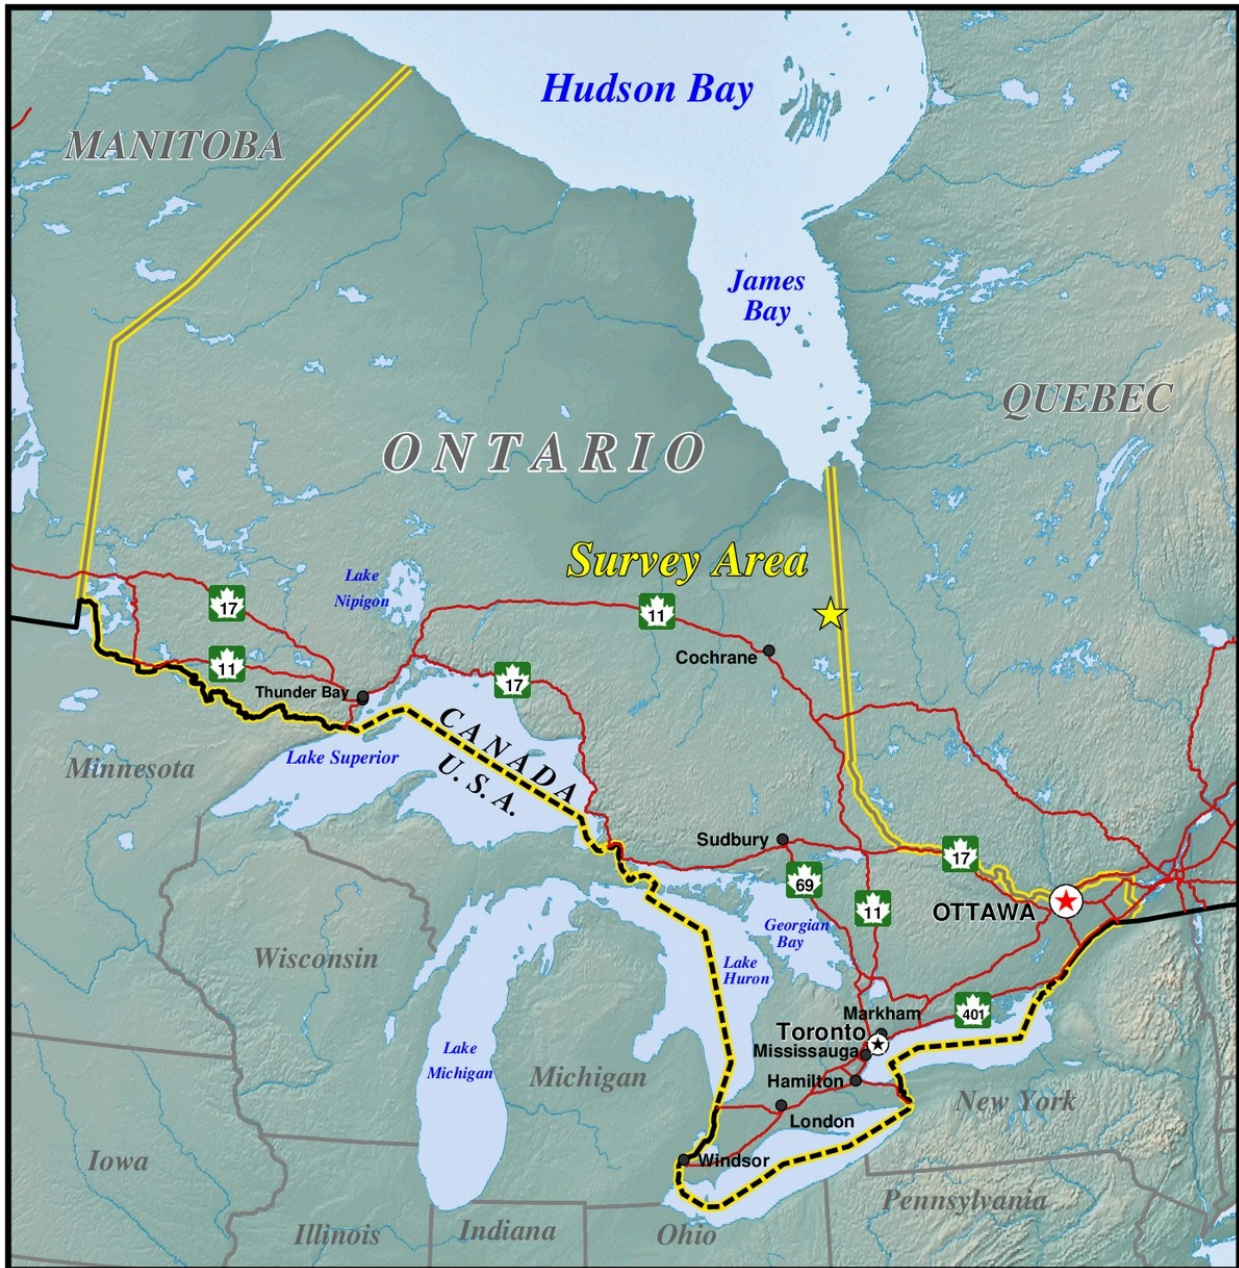 Hudson Bay
MANITOBA
James
Bay
QUEBEC
ONTARIO
Survey Area
Lake
Nipigon
17
11
11
Cochrane
Thunder Bay
17
CANADA
U.S.A.
Lake Superior
Minnesota
Sudbury
17
69
11
OTTAWA
Georgian
Bay
Wisconsin
Lake
Huron
Markham
401
Toronto
Mississauga
Lake
Michigan
Michigan
Hamilton
New York
London
Iowa
Windsor
Pennsylvania
Illinois
Indiana
Ohio